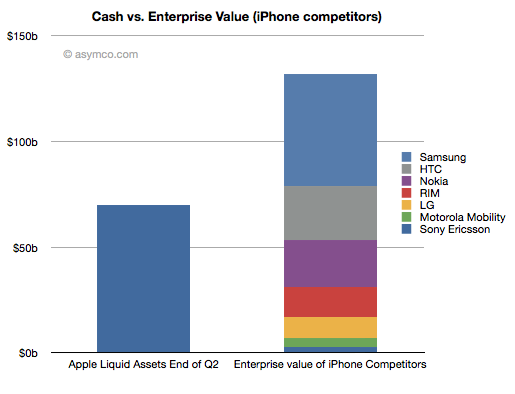 Cash vs. Enterprise Value (iPhone competitors)
$150b
© asymco.com
$100b
$50b
$0b
Samsung
HTC
Nokia
RIM
LG
Motorola Mobility
Sony Ericsson
Apple Liquid Assets End of Q2
Enterprise value of iPhone Competitors